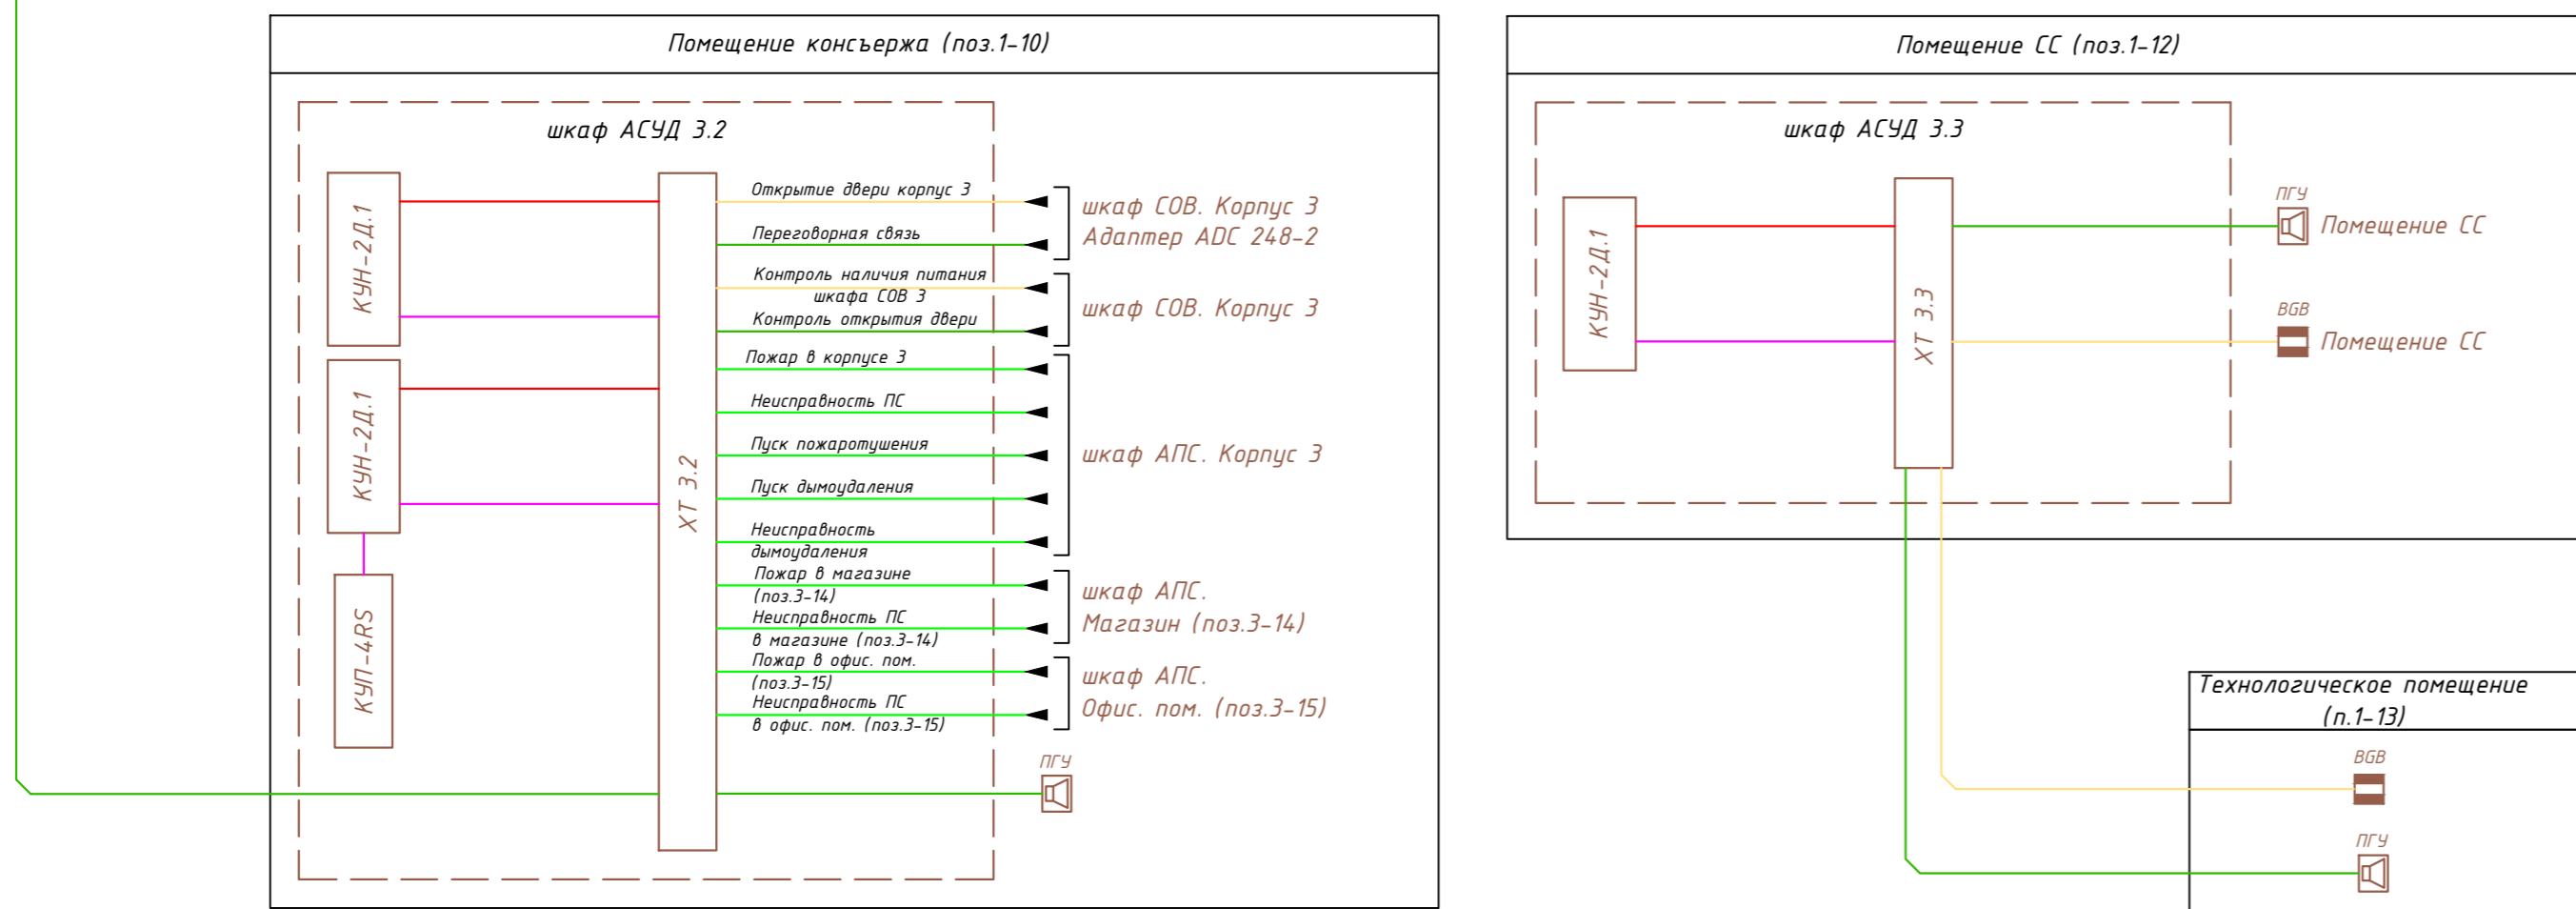 Помещение консъержа (поз.1-10)
шкаф АСУД 3.2
КУН-2Д.1
КУН-2Д.1
КУП-4RS
ХТ 3.2
Открытие двери корпус 3
Переговорная связь
шкаф СОВ. Корпус 3
Адаптер ADC 248-2
Контроль наличия питания
шкафа СОВ 3
Контроль открытия двери
шкаф СОВ. Корпус 3
Пожар в корпусе 3
Неисправность ПС
Пуск пожаротушения
Пуск дымоудаления
Неисправность
дымоудаления
шкаф АПС. Корпус 3
Пожар в магазине
(поз.3-14)
Неисправность ПС
в магазине (поз.3-14)
шкаф АПС.
Магазин (поз.3-14)
Пожар в офис. пом.
(поз.3-15)
Неисправность ПС
в офис. пом. (поз.3-15)
шкаф АПС.
Офис. пом. (поз.3-15)
ПГУ
Помещение СС (поз.1-12)
шкаф АСУД 3.3
КУН-2Д.1
ХТ 3.3
ПГУ
Помещение СС
BGB
Помещение СС
Технологическое помещение
(п.1-13)
BGB
ПГУ